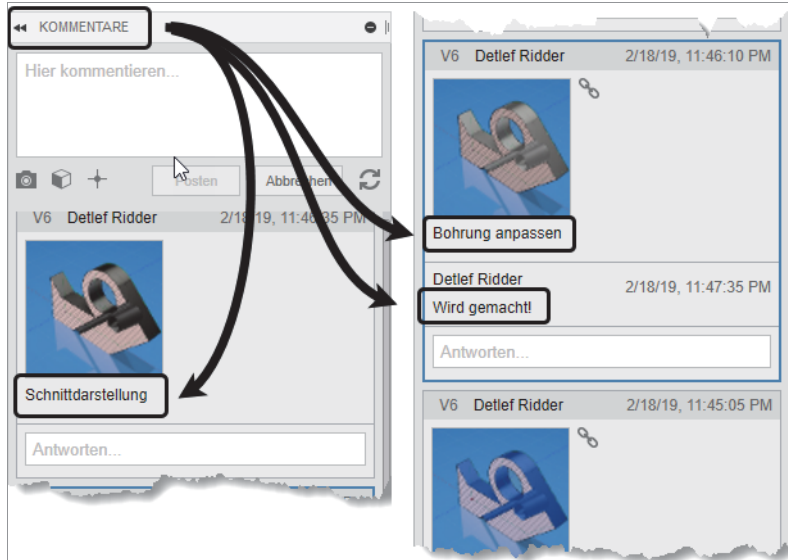 KOMMENTARE
Hier kommentieren...
Posten
Abbrechen
V6 Detlef Ridder 2/18/19, 11:46:35 PM
Schnittdarstellung
Antworten...
V6 Detlef Ridder 2/18/19, 11:46:10 PM
Bohrung anpassen
Detlef Ridder 2/18/19, 11:47:35 PM
Wird gemacht!
Antworten...
V6 Detlef Ridder 2/18/19, 11:45:05 PM